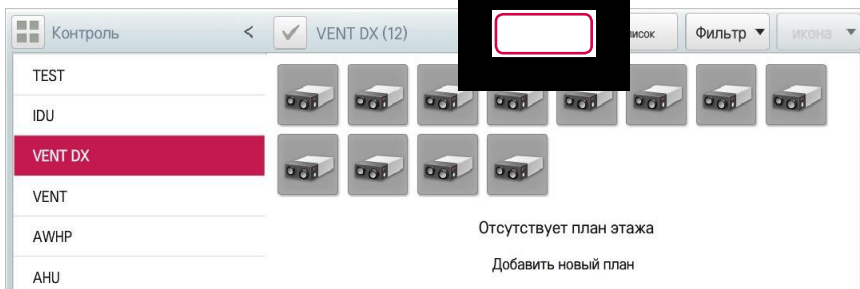 Контроль <
VENT DX (12)
Фильтр ▼
икона ▼
TEST
IDU
VENT DX
VENT
AWHP
AHU
Отсутствует план этажа
Добавить новый план